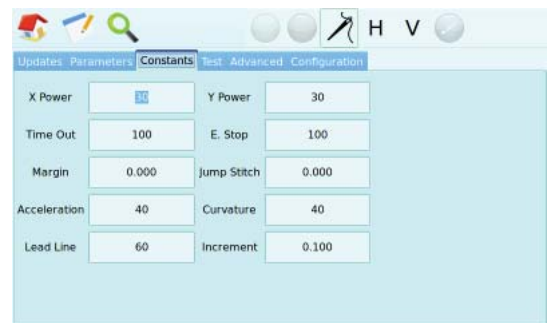 H V
Updates Parameters Constants Test Advanced Configuration
X Power 30 Y Power 30
Time Out 100 E. Stop 100
Margin 0.000 Jump Stitch 0.000
Acceleration 40 Curvature 40
Lead Line 60 Increment 0.100